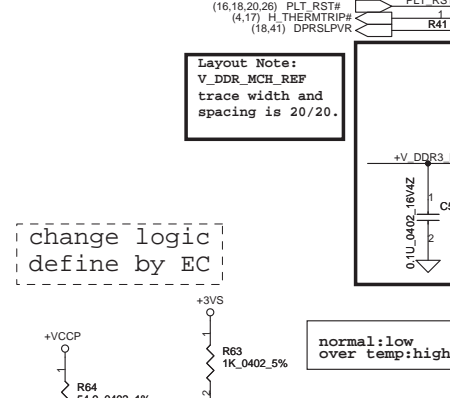 (16,18,20,26) PLT_RST#
(4,17) H_THERMTRIP#
(18,41) DPRSLPVR
1
R41
Layout Note:
V_DDR_MCH_REF
trace width and
spacing is 20/20.
+V_DDR3_
0.1U_0402_16V4Z
1
2
change logic
define by EC
+3VS
+VCCP
1
R63
1K_0402_5%
2
1
R64
normal:low
over temp:high